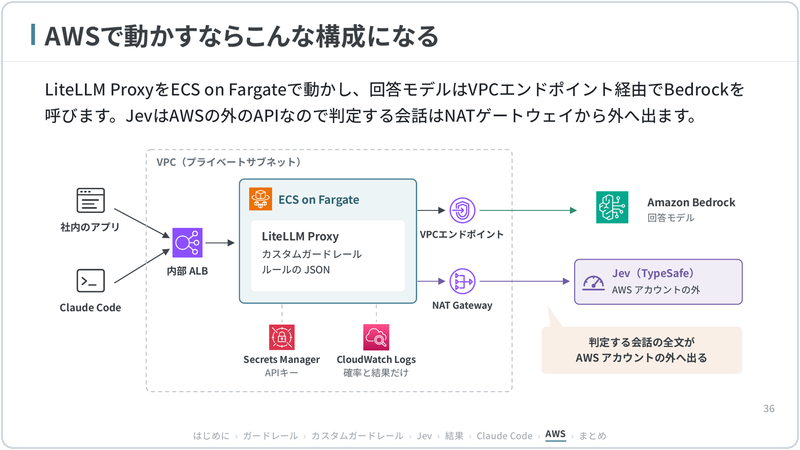 AWSで動かすならこんな構成になる
LiteLLM ProxyをECS on Fargateで動かし、回答モデルはVPCエンドポイント経由でBedrockを
呼びます。JevはAWSの外のAPIなので判定する会話はNATゲートウェイから外へ出ます。
VPC（プライベートサブネット）
社内のアプリ
Claude Code
内部 ALB
ECS on Fargate
LiteLLM Proxy
カスタムガードレール
ルールの JSON
Secrets Manager
APIキー
CloudWatch Logs
確率と結果だけ
VPCエンドポイント
NAT Gateway
Amazon Bedrock
回答モデル
Jev（TypeSafe）
AWS アカウントの外
判定する会話の全文が
AWS アカウントの外へ出る
36
はじめに › ガードレール › カスタムガードレール › Jev › 結果 › Claude Code › AWS › まとめ